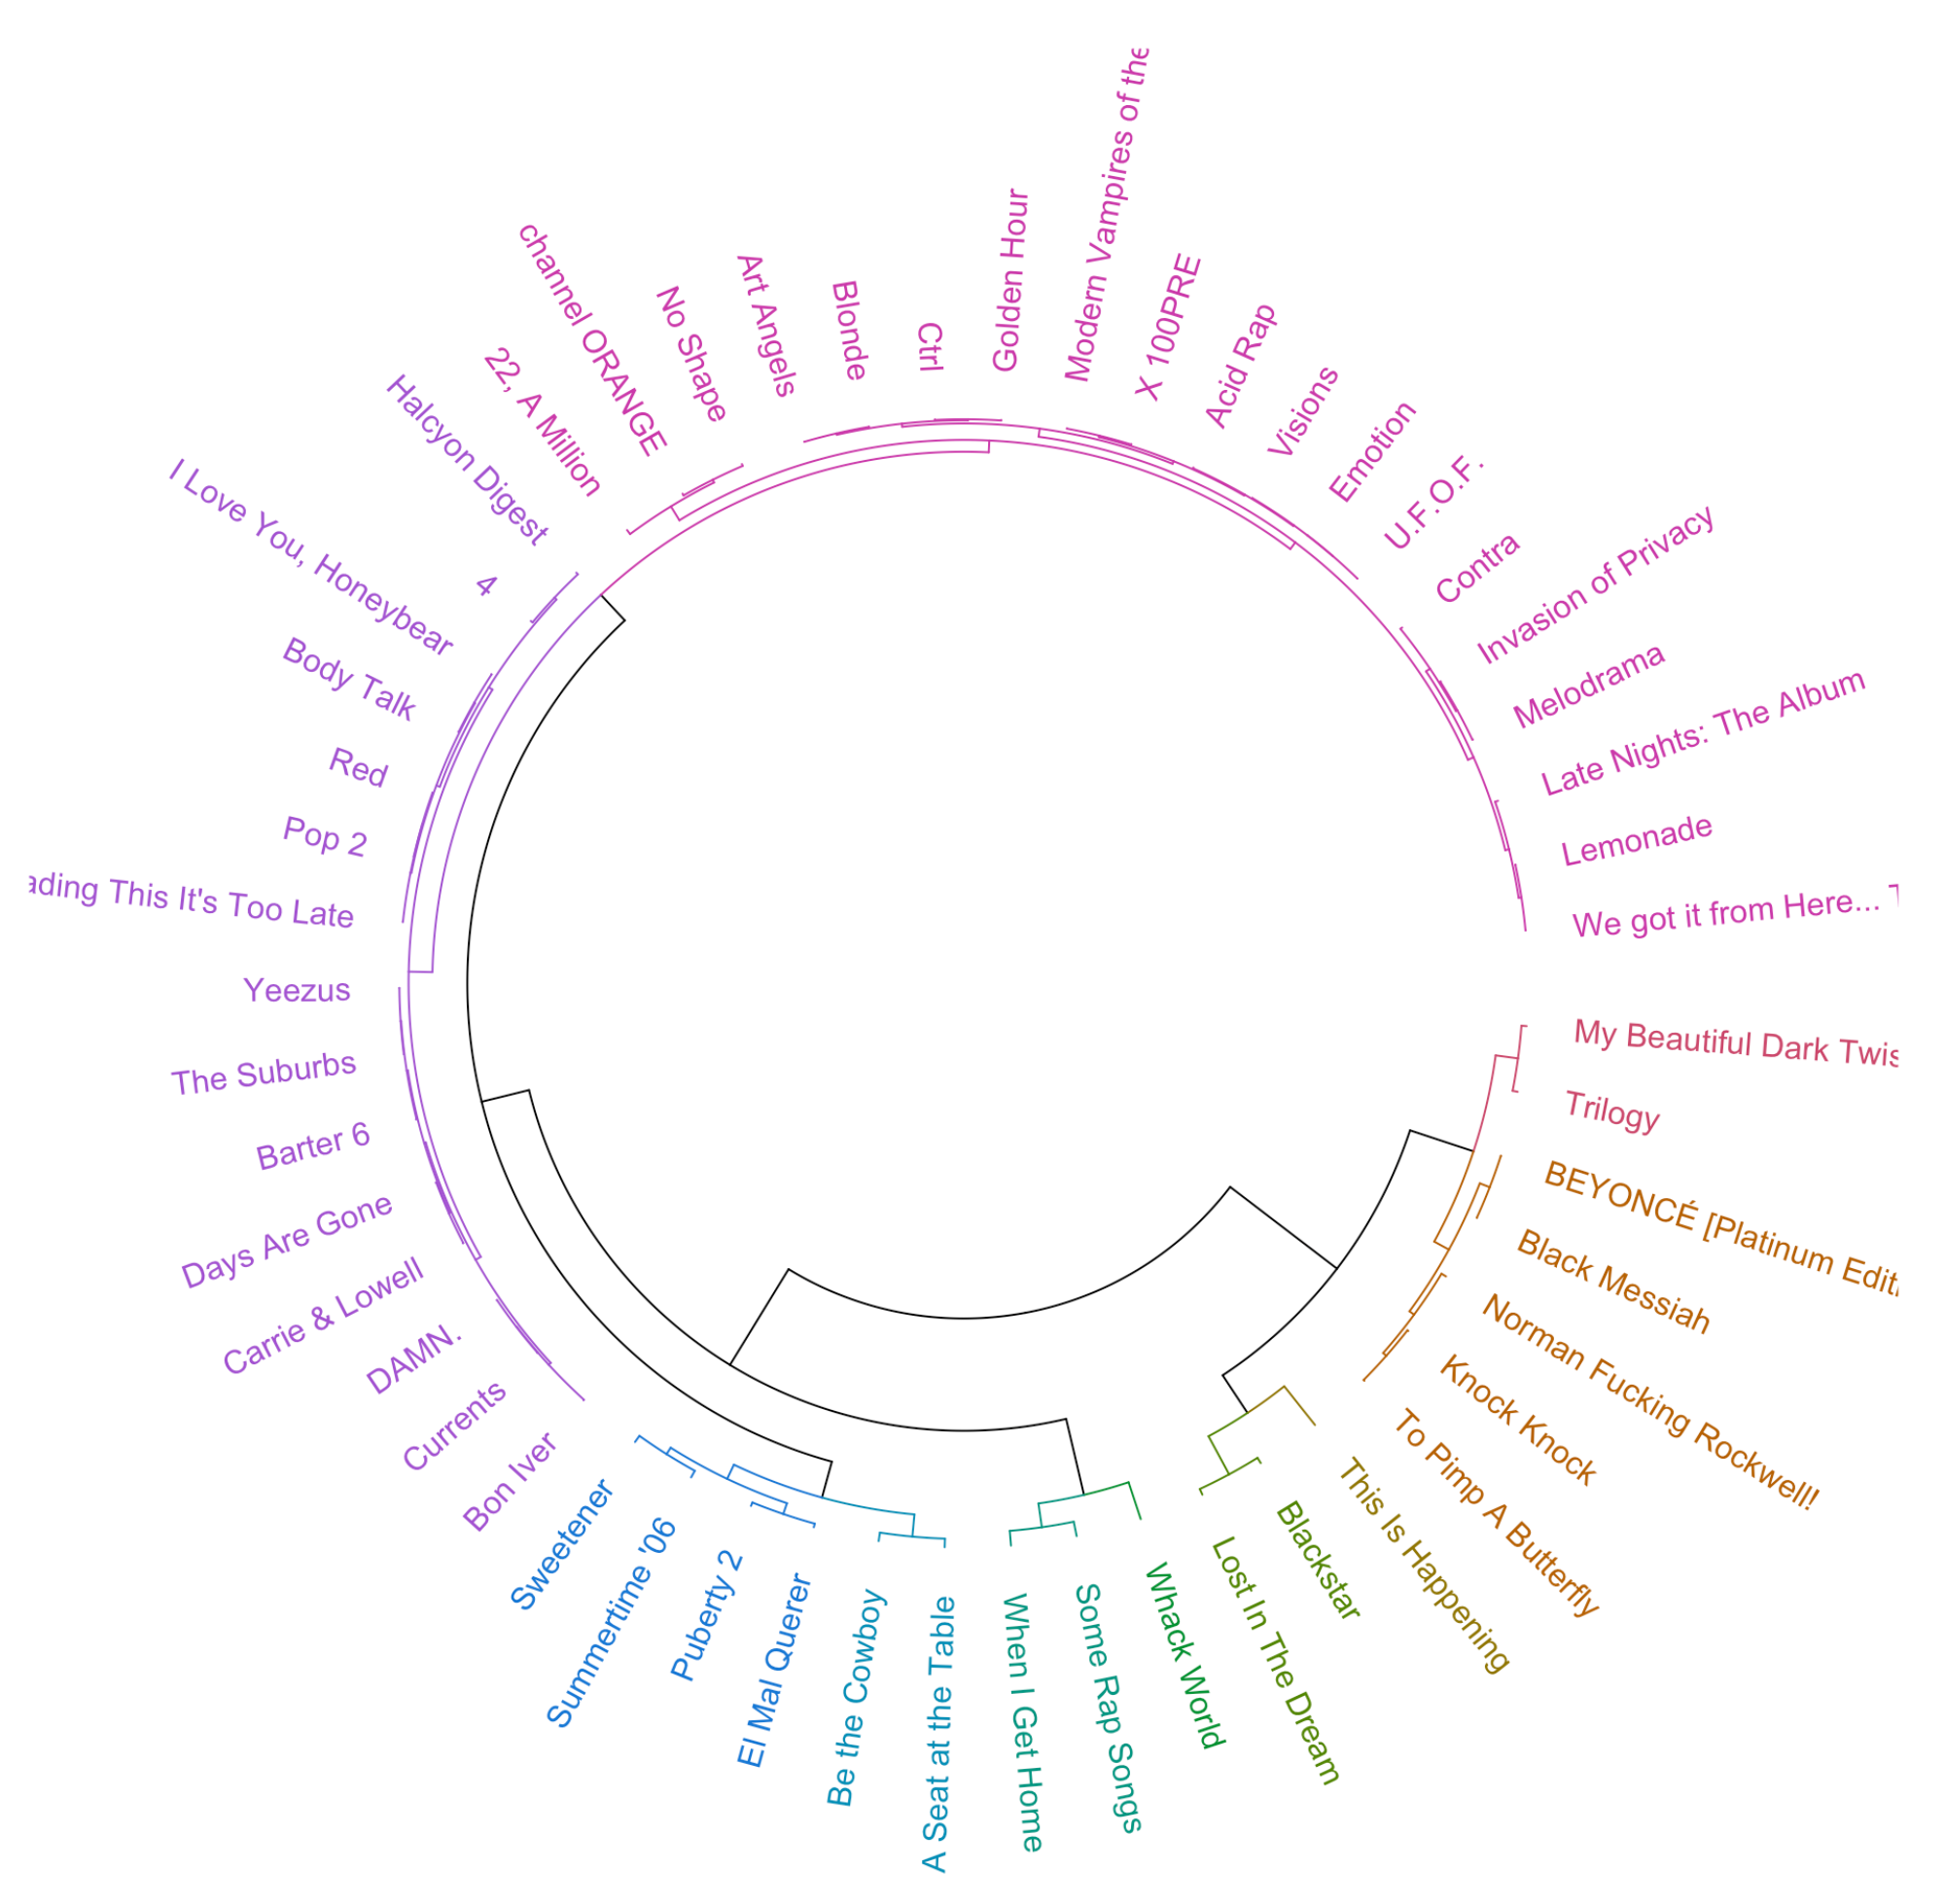 Modern Vampires of the
X 100PRE
Acid Rap
Visions
Emotion
U.F.O.F.
Contra
Invasion of Privacy
Melodrama
Late Nights: The Album
Lemonade
We got it from Here...
My Beautiful Dark
Trilogy
BEYONCÉ [Platinum
Black Messiah
Norman Fucking Rockwell!
Knock Knock
To Pimp A Butterfly
This Is Happening
Blackstar
Lost In The Dream
Whack World
Some Rap Songs
When I Get Home
A Seat at the Table
Be the Cowboy
El Mal Querer
Puberty 2
Summertime '06
Sweetener
Bon Iver
Currents
DAMN.
Carrie & Lowell
Days Are Gone
Barter 6
The Suburbs
Yeezus
This It's Too Late
Pop 2
Red
Body Talk
I Love You, Honeybear
4
Halcyon Digest
22, A Million
channel ORANGE
No Shape
Art Angels
Blonde
Ctrl
Golden Hour